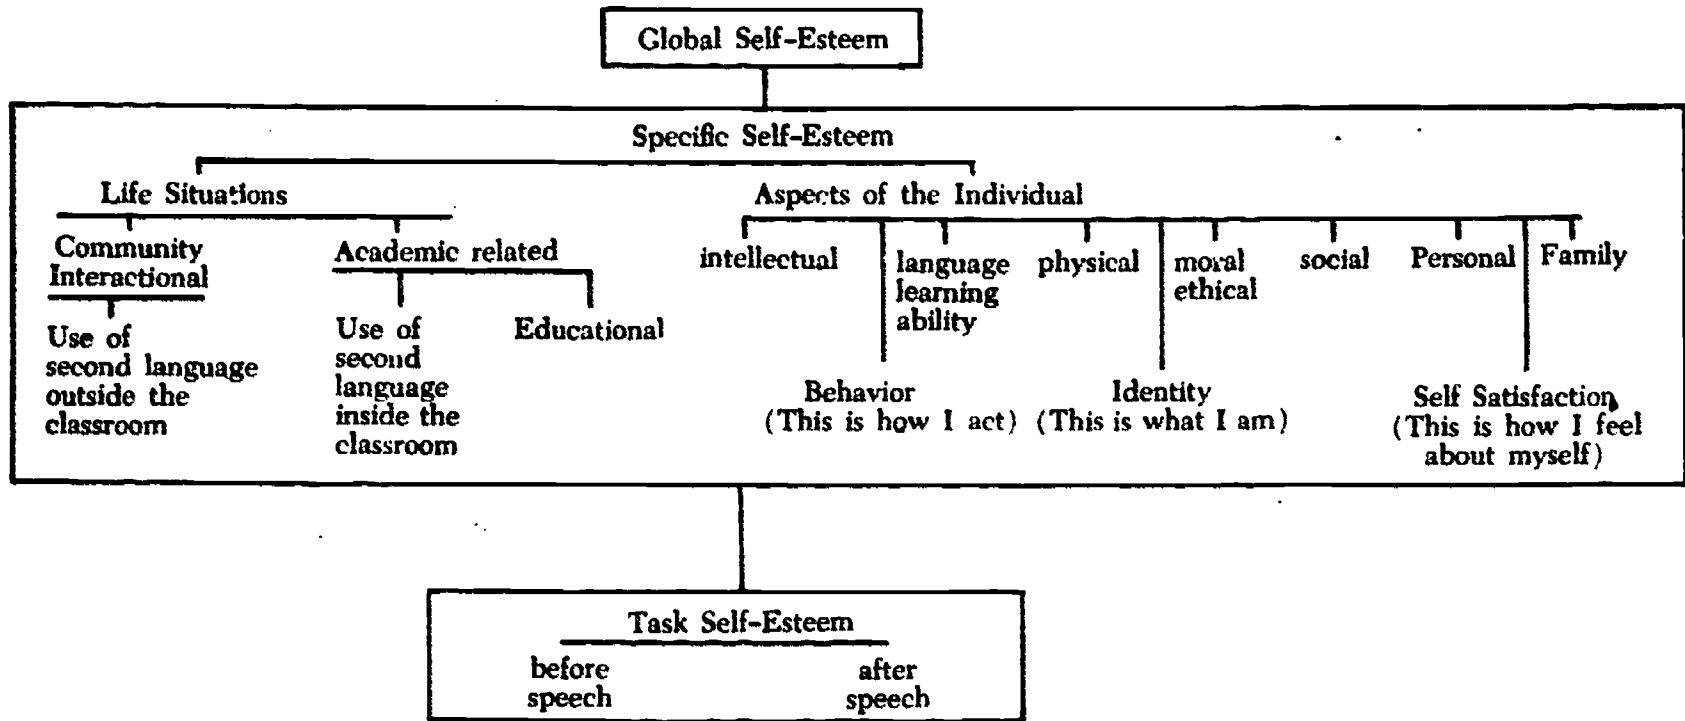 Global Self-Esteem
Specific Self-Esteem
Life Situations
Aspects of the Individual
Community
Interactional
Academic related
intellectual
language
learning
ability
physical
moral
ethical
social
Personal
Family
Use of
second language
outside the
classroom
Use of
second
language
inside the
classroom
Educational
Behavior
(This is how I act)
Identity
(This is what I am)
Self Satisfaction
(This is how I feel
about myself)
Task Self-Esteem
before
speech
after
speech